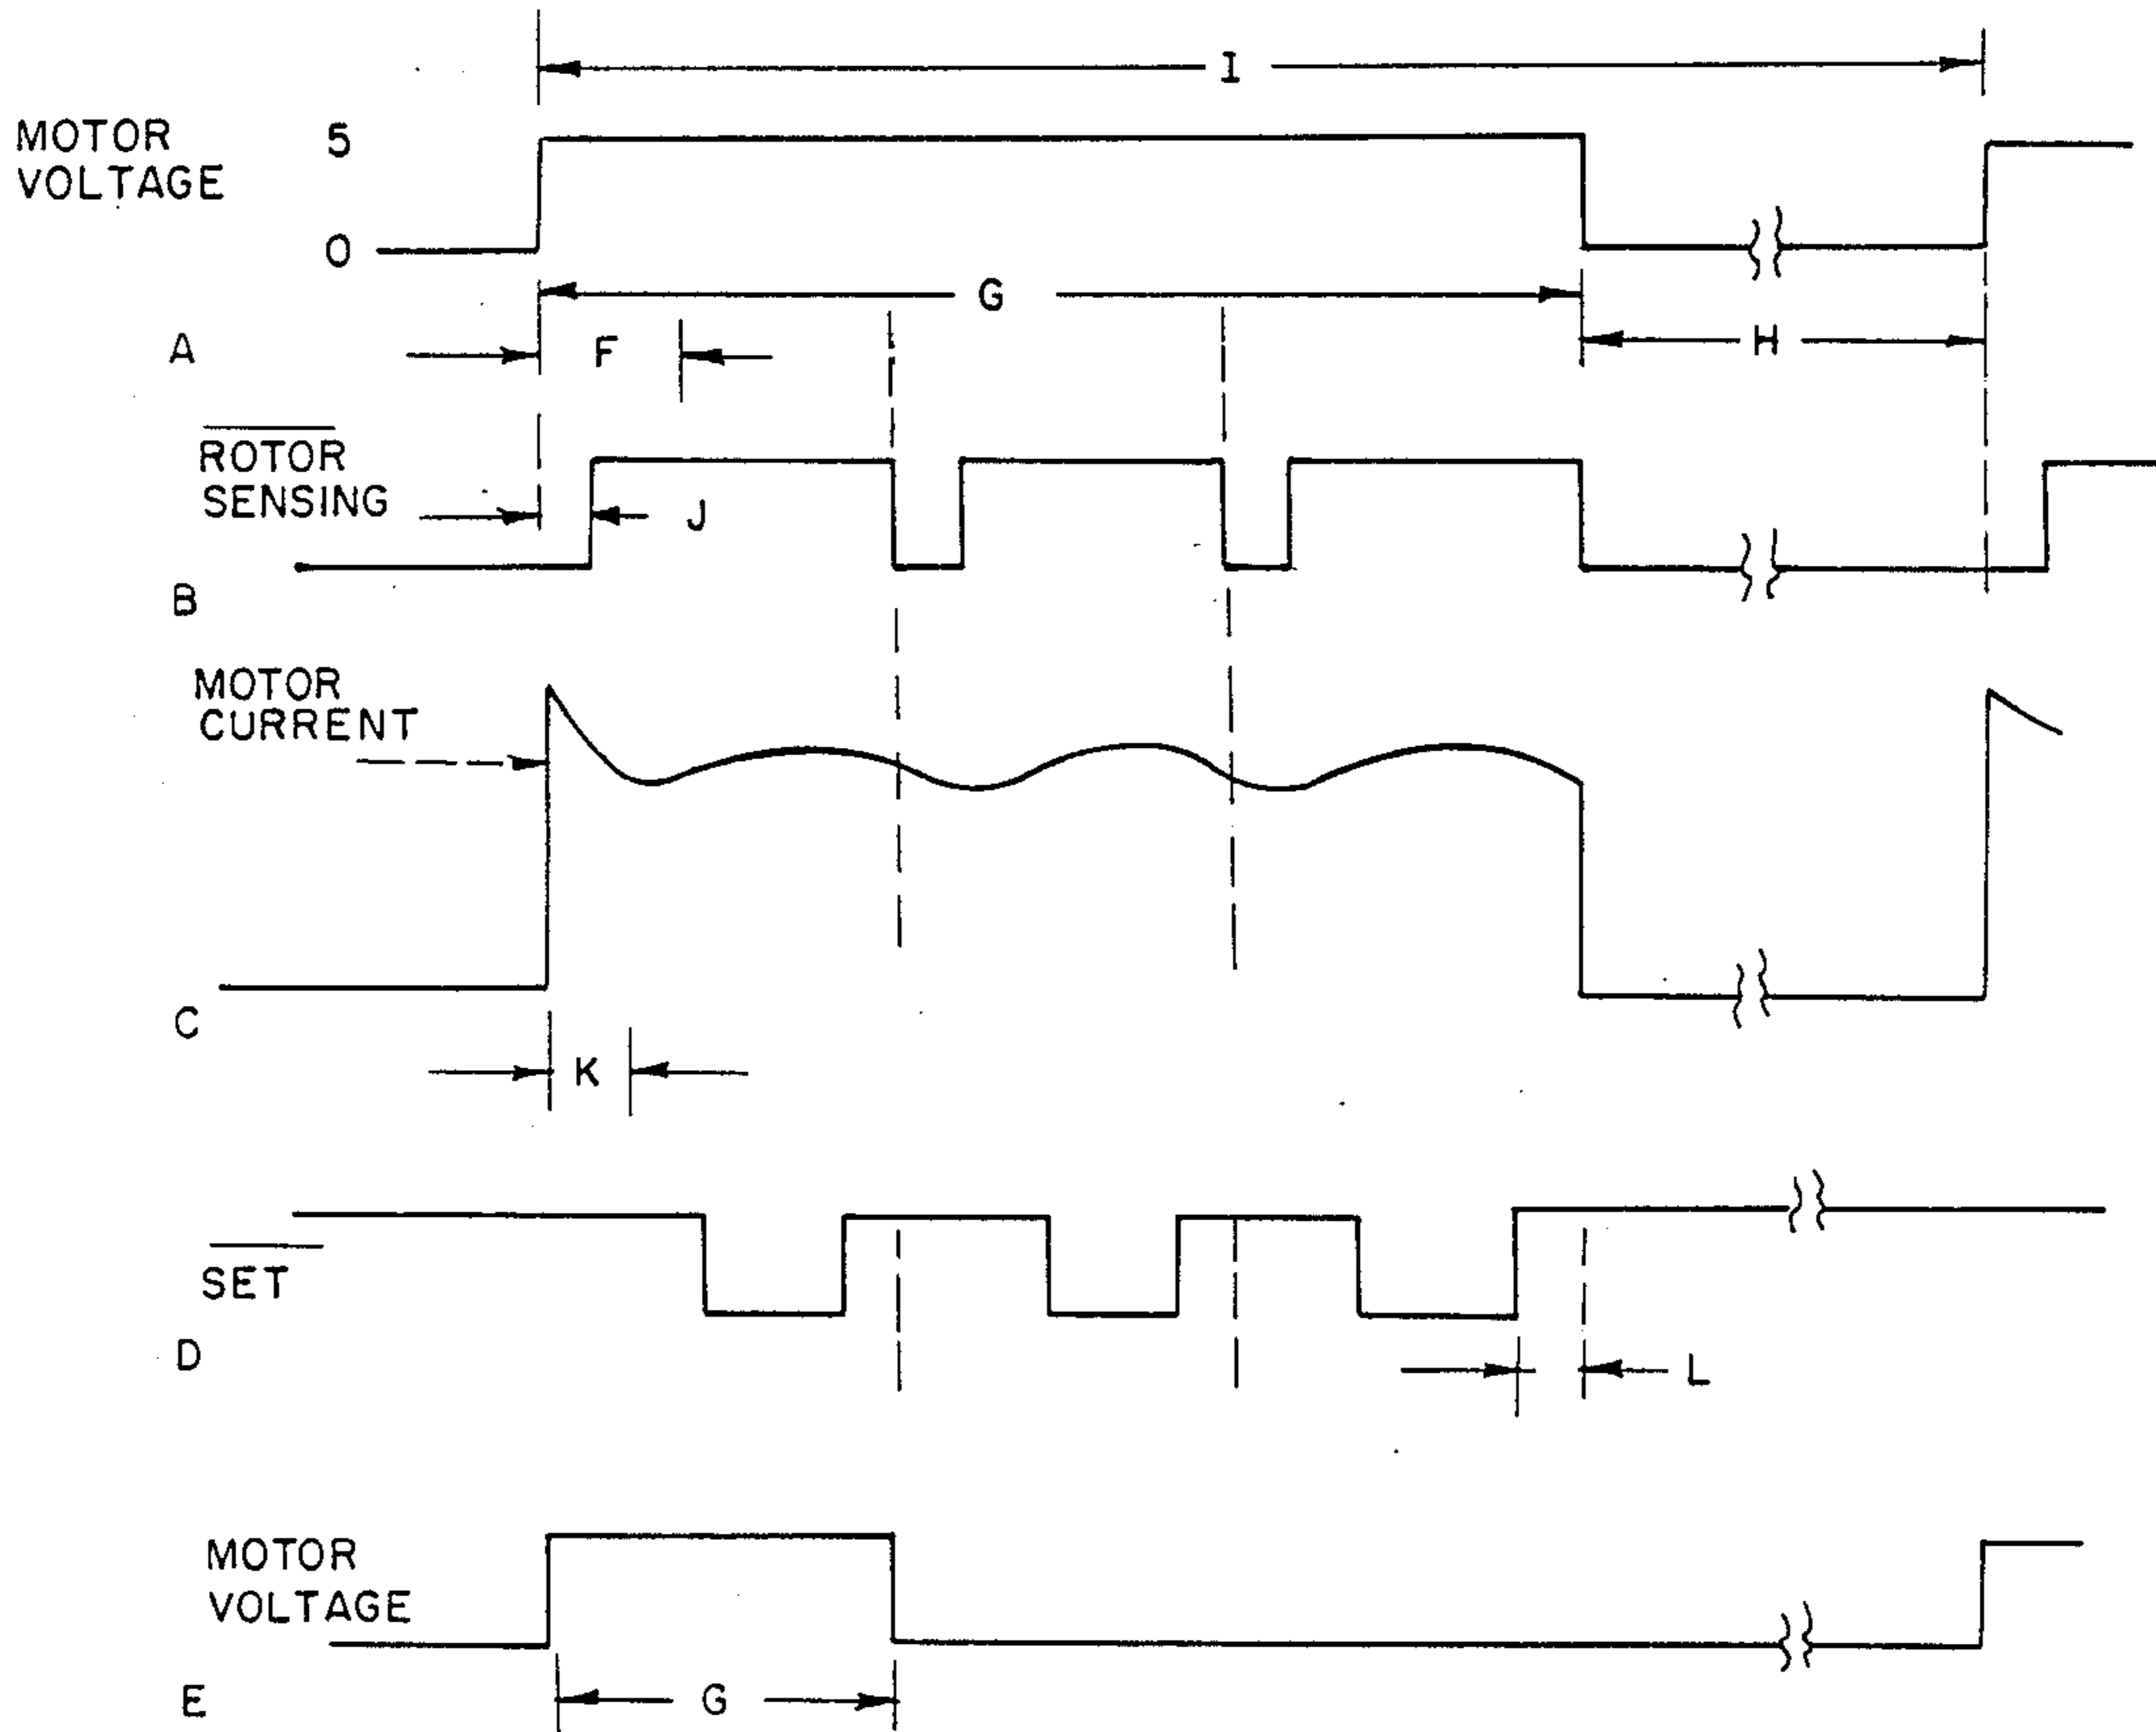 I
MOTOR
VOLTAGE
5
0
G
A
F
H
ROTOR
SENSING
J
B
MOTOR
CURRENT
C
K
SET
D
L
MOTOR
VOLTAGE
E
G